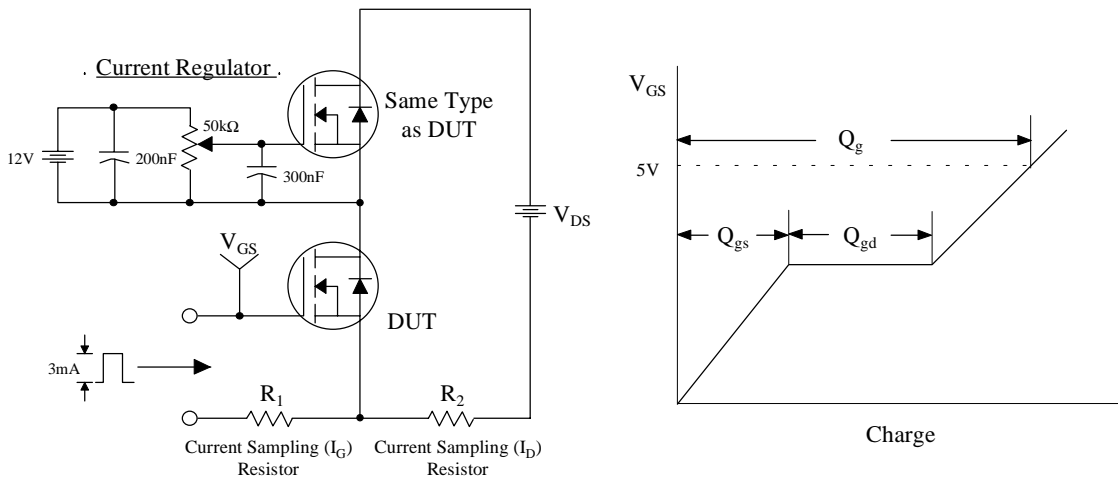 . Current Regulator .
12V
200nF
50kΩ
300nF
Same Type
as DUT
V_GS
DUT
V_DS
3mA
R_1
R_2
Current Sampling (I_G)
Resistor
Current Sampling (I_D)
Resistor
V_GS
Q_g
5V
Q_gs
Q_gd
Charge